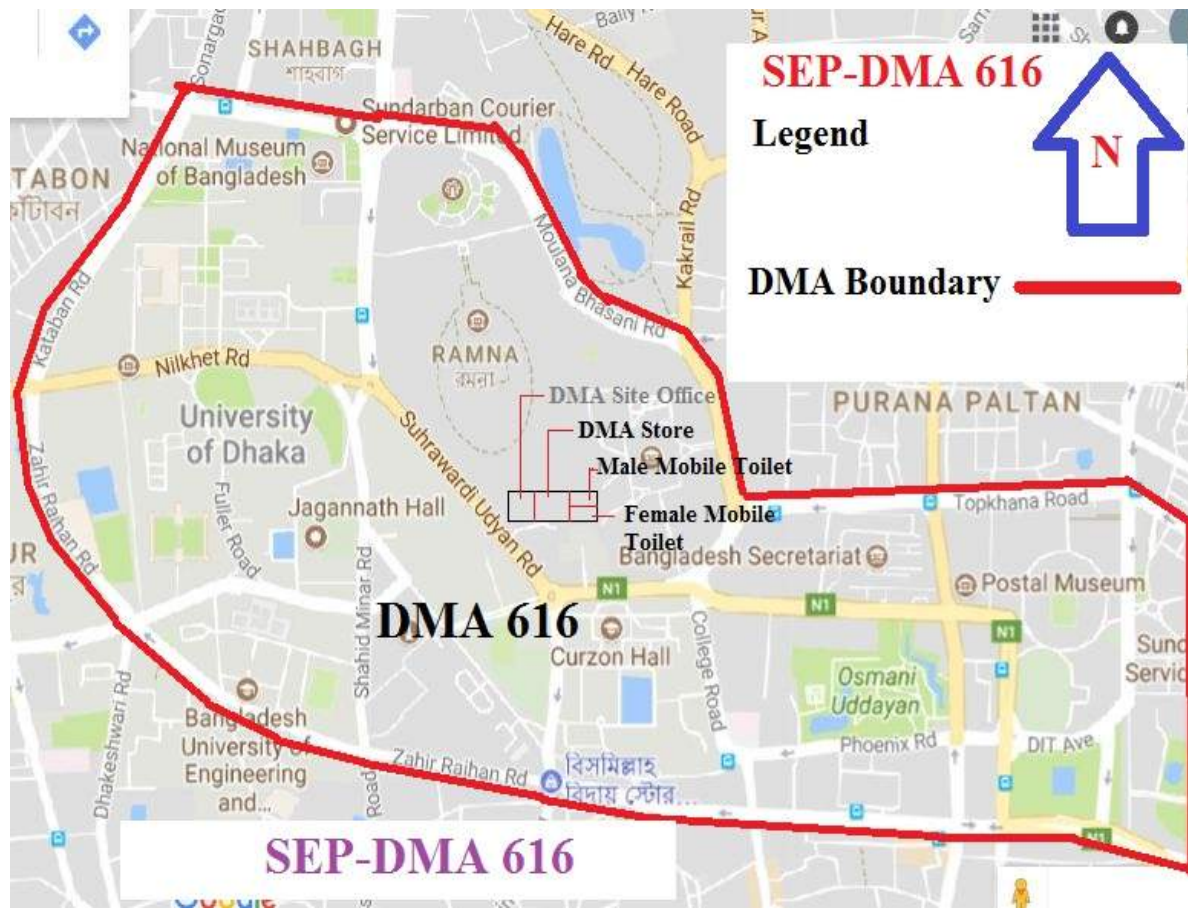 Bally
Sonargao
SHAHBAGH
শাহবাগ
Hare Rd
Hare Road
SEP-DMA 616
Legend
N
DMA Boundary
Sundarban Courier
Service Limited
National Museum
of Bangladesh
TABON
Moulana Bhasani Rd
Kakrail Rd
Kataban Rd
Nilkhet Rd
RAMNA
রমনা
DMA Site Office
DMA Store
Male Mobile Toilet
Female Mobile
Toilet
PURANA PALTAN
University
of Dhaka
Suhrawardi Udyan Rd
Zahir Raihan Rd
Fuller Road
Jagannath Hall
Topkhana Road
Bangladesh Secretariat
Postal Museum
N1
N1
N1
DMA 616
Curzon Hall
College Road
Shahid Minar Rd
Osmani
Uddayan
Sund
Servic
Bangladesh
University of
Engineering
and...
Dhakeshwari Rd
Road
Zahir Raihan Rd
Phoenix Rd
DIT Ave
বিসমিল্লাহ
বিদায় স্টোর...
N1
SEP-DMA 616
Google